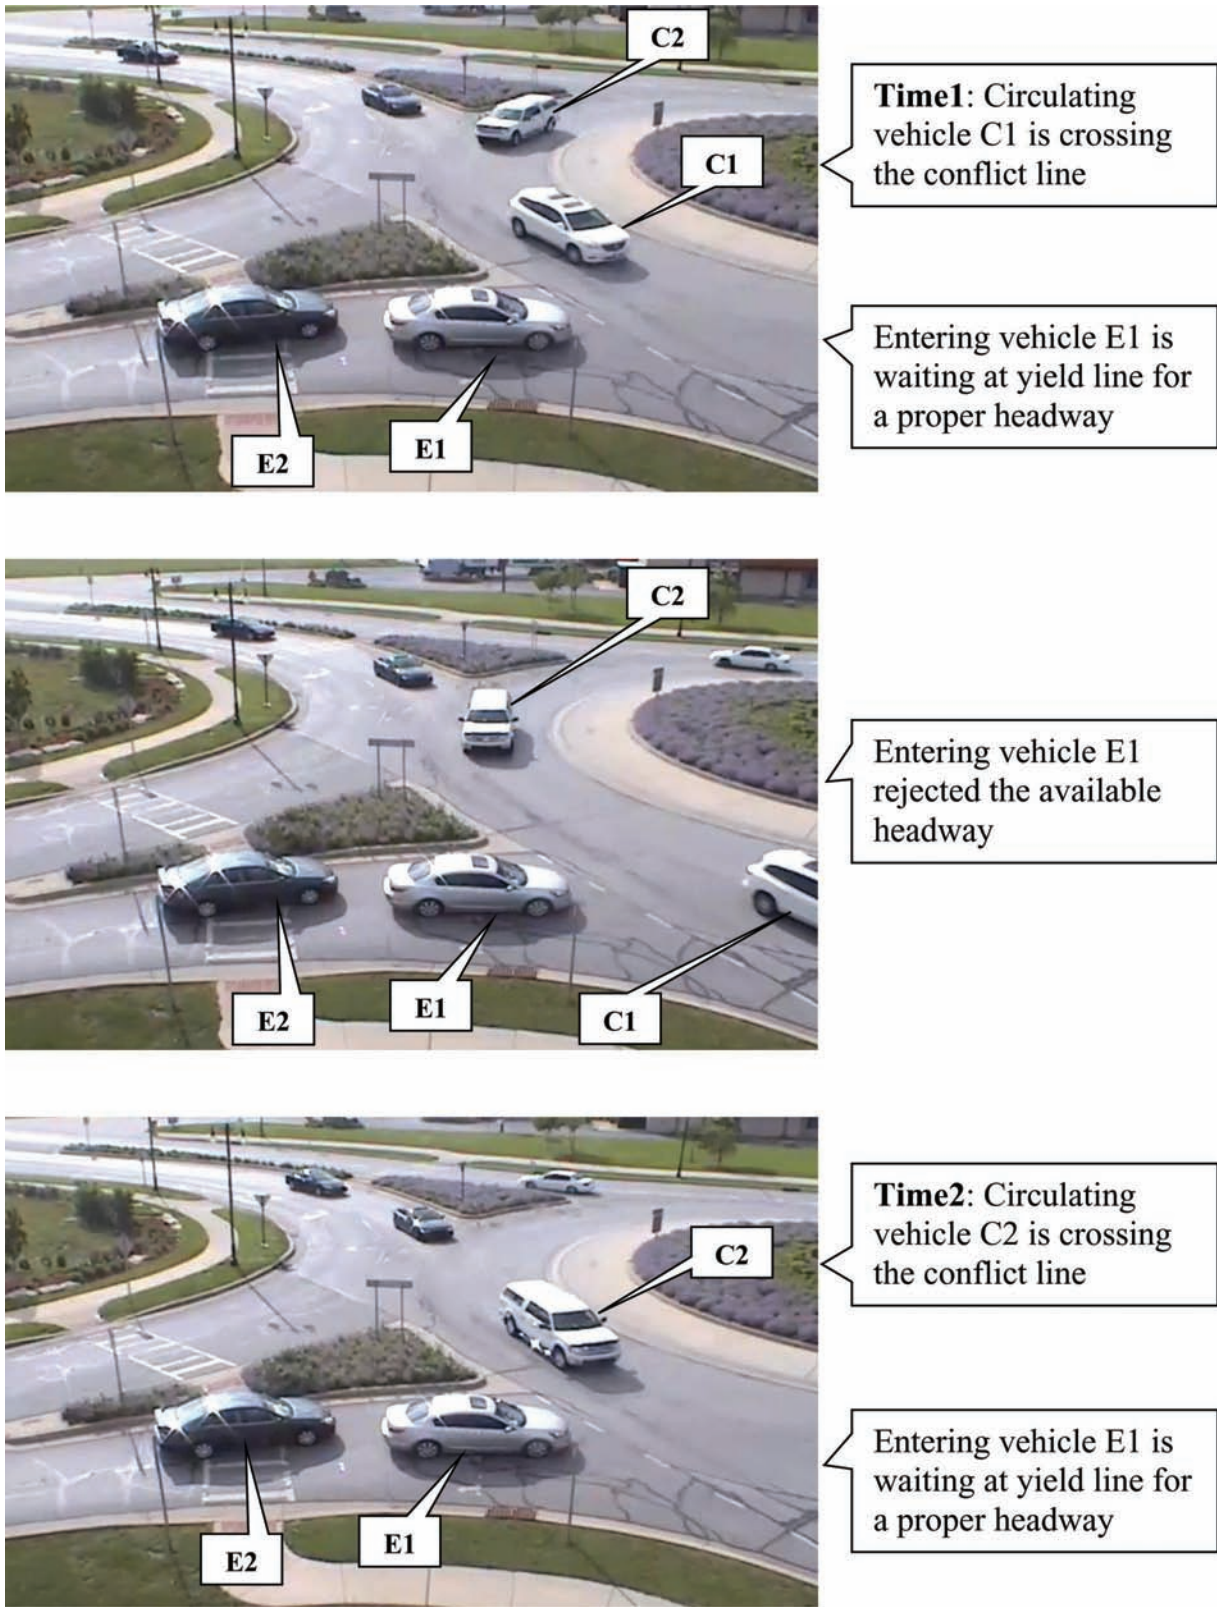 C2
C1
E2
E1
Time1: Circulating
vehicle C1 is crossing
the conflict line
Entering vehicle E1 is
waiting at yield line for
a proper headway
C2
E2
E1
C1
Entering vehicle E1
rejected the available
headway
C2
E2
E1
Time2: Circulating
vehicle C2 is crossing
the conflict line
Entering vehicle E1 is
waiting at yield line for
a proper headway